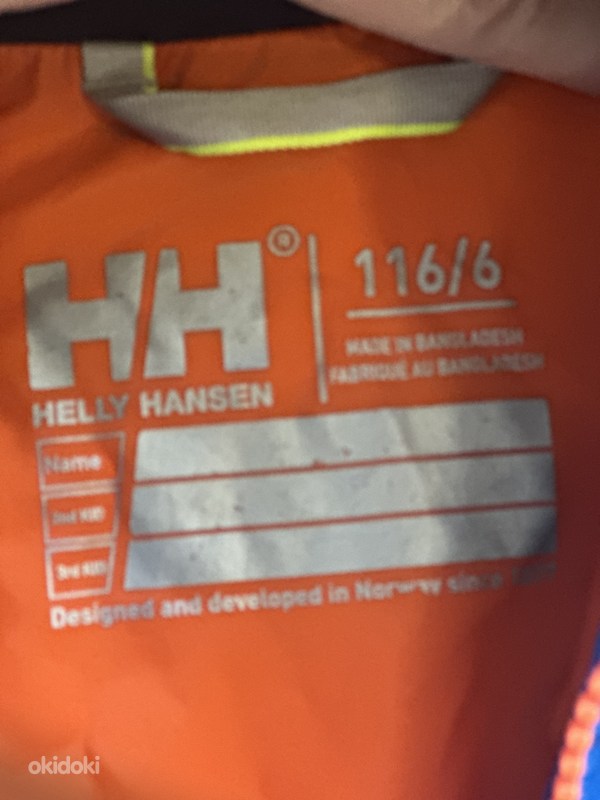 HH®
116/6
MADE IN BANGLADESH
FABRIQUÉ AU BANGLADESH
HELLY HANSEN
Name
2nd KID
3rd KID
Designed and developed in Norway since
okidoki